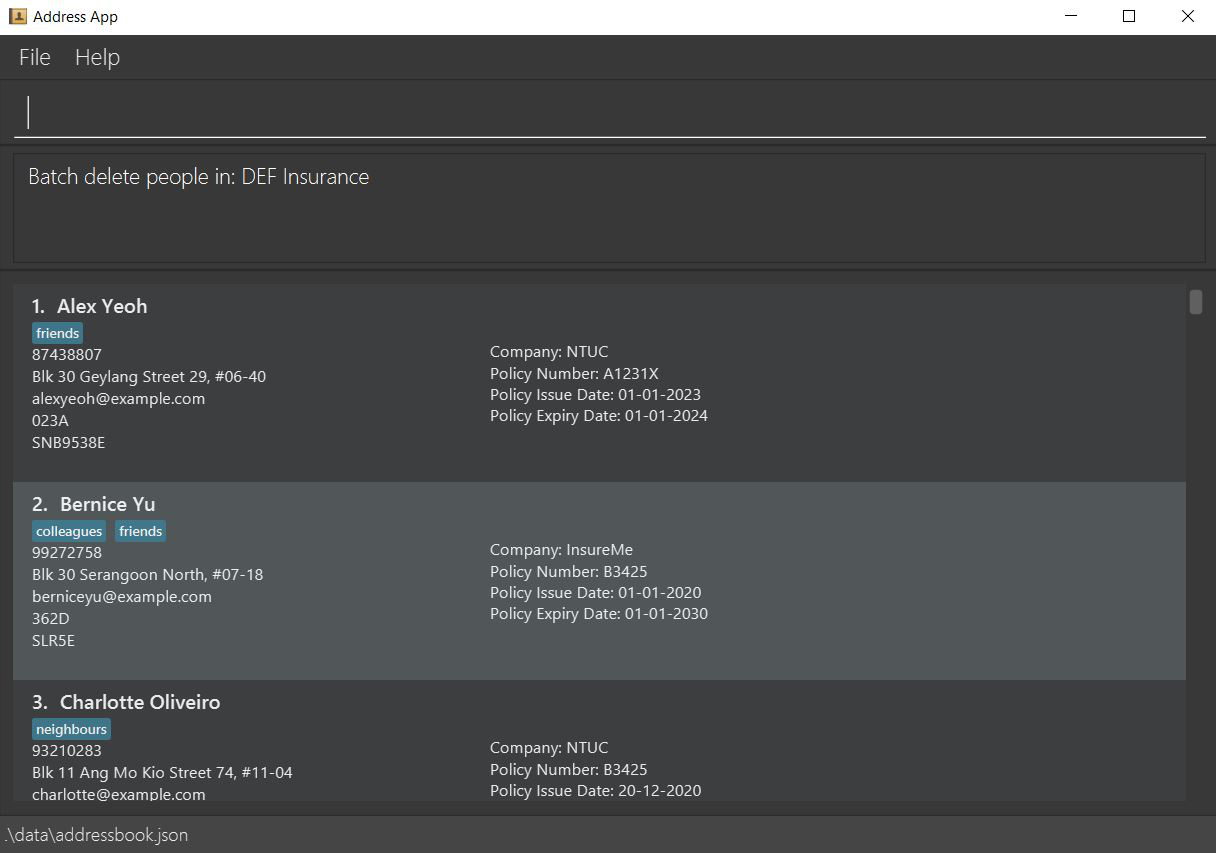 Address App
File Help
Batch delete people in: DEF Insurance
1. Alex Yeoh
friends
87438807
Blk 30 Geylang Street 29, #06-40
alexyeoh@example.com
023A
SNB9538E
Company: NTUC
Policy Number: A1231X
Policy Issue Date: 01-01-2023
Policy Expiry Date: 01-01-2024
2. Bernice Yu
colleagues friends
99272758
Blk 30 Serangoon North, #07-18
berniceyu@example.com
362D
SLR5E
Company: InsureMe
Policy Number: B3425
Policy Issue Date: 01-01-2020
Policy Expiry Date: 01-01-2030
3. Charlotte Oliveiro
neighbours
93210283
Blk 11 Ang Mo Kio Street 74, #11-04
charlotte@example.com
Company: NTUC
Policy Number: B3425
Policy Issue Date: 20-12-2020
.\data\addressbook.json